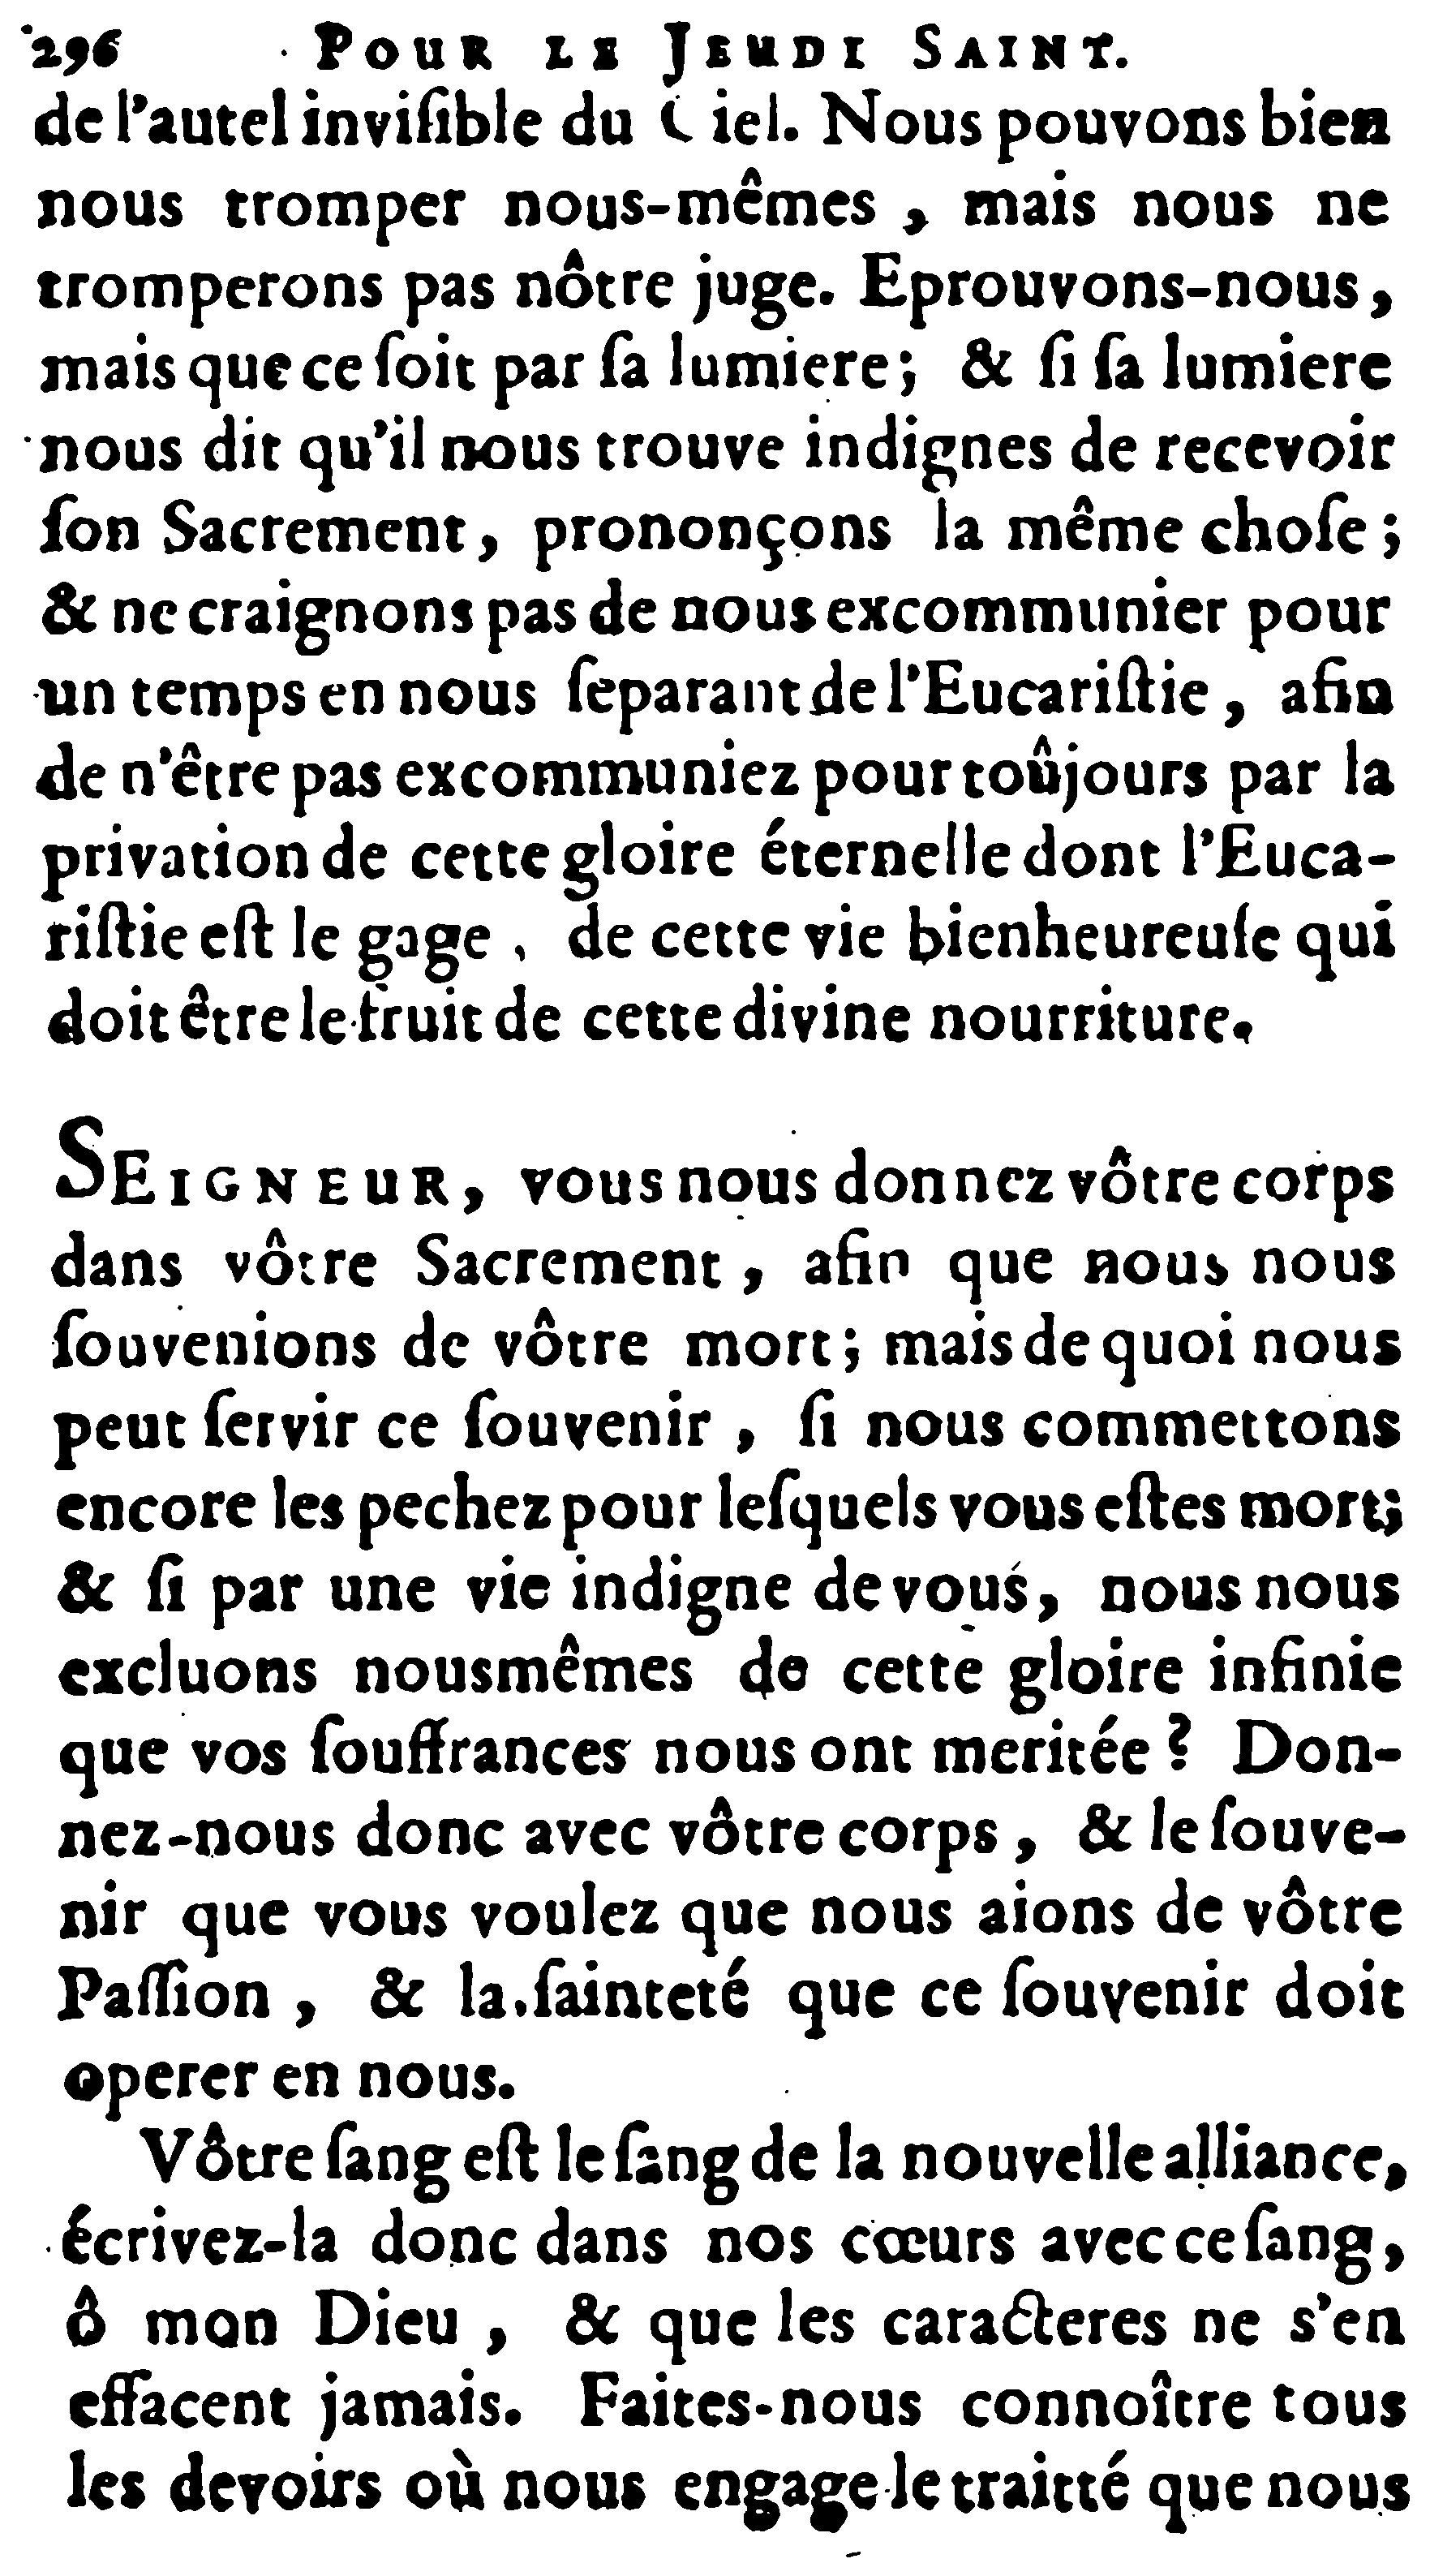 296 POUR LE JEUDI SAINT.
de l'autel inviſible du Ciel. Nous pouvons bien
nous tromper nous-mêmes, mais nous ne
tromperons pas nôtre juge. Eprouvons-nous,
mais que ce ſoit par ſa lumiere; & ſi ſa lumiere
nous dit qu'il nous trouve indignes de recevoir
ſon Sacrement, prononçons la même choſe;
& ne craignons pas de nous excommunier pour
un temps en nous ſeparant de l'Eucariſtie, afin
de n'être pas excommuniez pour toûjours par la
privation de cette gloire éternelle dont l'Euca-
riſtie eſt le gage, de cette vie bienheureuſe qui
doit être le fruit de cette divine nourriture.
SEIGNEUR, vous nous donnez vôtre corps
dans vôtre Sacrement, afin que nous nous
ſouvenions de vôtre mort; mais de quoi nous
peut ſervir ce ſouvenir, ſi nous commettons
encore les pechez pour leſquels vous eſtes mort;
& ſi par une vie indigne de vous, nous nous
excluons nousmêmes de cette gloire infinie
que vos ſouffrances nous ont meritée? Don-
nez-nous donc avec vôtre corps, & le ſouve-
nir que vous voulez que nous aions de vôtre
Paſſion, & la ſainteté que ce ſouvenir doit
operer en nous.
Vôtre ſang eſt le ſang de la nouvelle alliance,
écrivez-la donc dans nos cœurs avec ce ſang,
ô mon Dieu, & que les caracteres ne s'en
effacent jamais. Faites-nous connoître tous
les devoirs où nous engage le traitté que nous